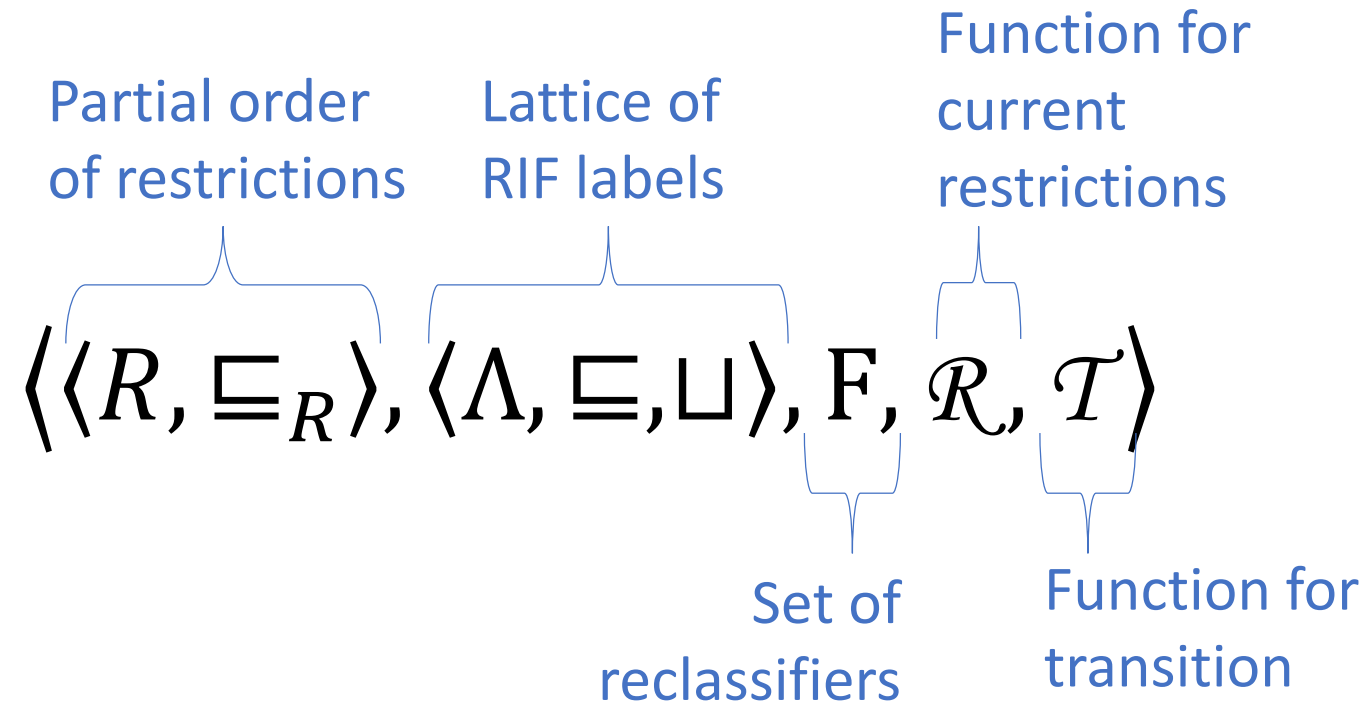 Partial order
of restrictions
Lattice of
RIF labels
Function for
current
restrictions
⟨⟨R, ⊑_R⟩, ⟨Λ, ⊑,⊔⟩, F, ℛ, 𝒯⟩
Set of
reclassifiers
Function for
transition